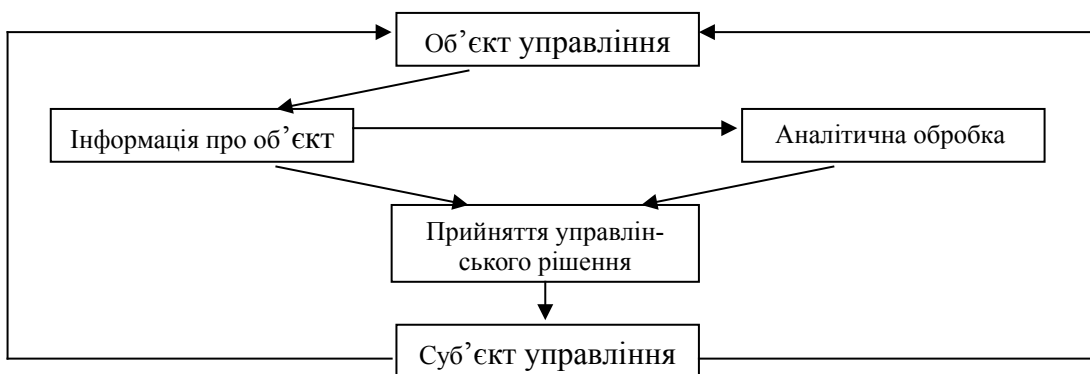 Об’єкт управління
Інформація про об’єкт
Аналітична обробка
Прийняття управлін-
ського рішення
Суб’єкт управління